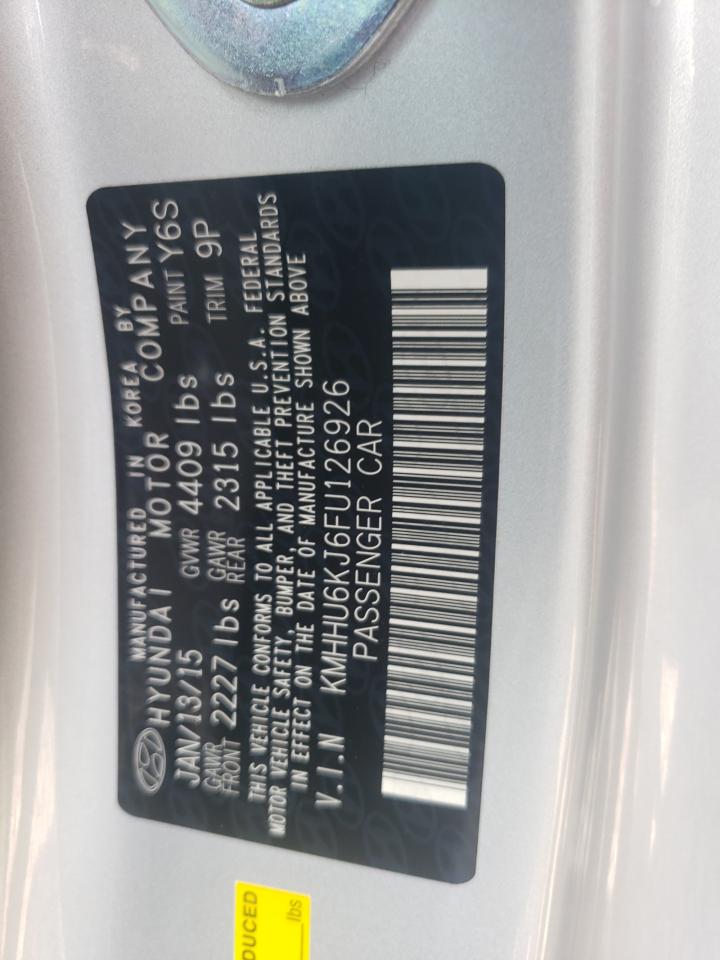 MANUFACTURED IN KOREA BY
HYUNDAI MOTOR COMPANY
JAN/13/15 GVWR 4409 lbs PAINT Y6S
GAWR FRONT 2227 lbs GAWR REAR 2315 lbs TRIM 9P
THIS VEHICLE CONFORMS TO ALL APPLICABLE U.S.A. FEDERAL
MOTOR VEHICLE SAFETY, BUMPER, AND THEFT PREVENTION STANDARDS
IN EFFECT ON THE DATE OF MANUFACTURE SHOWN ABOVE
V.I.N KMHHU6KJ6FU126926
PASSENGER CAR
DUCED
lbs